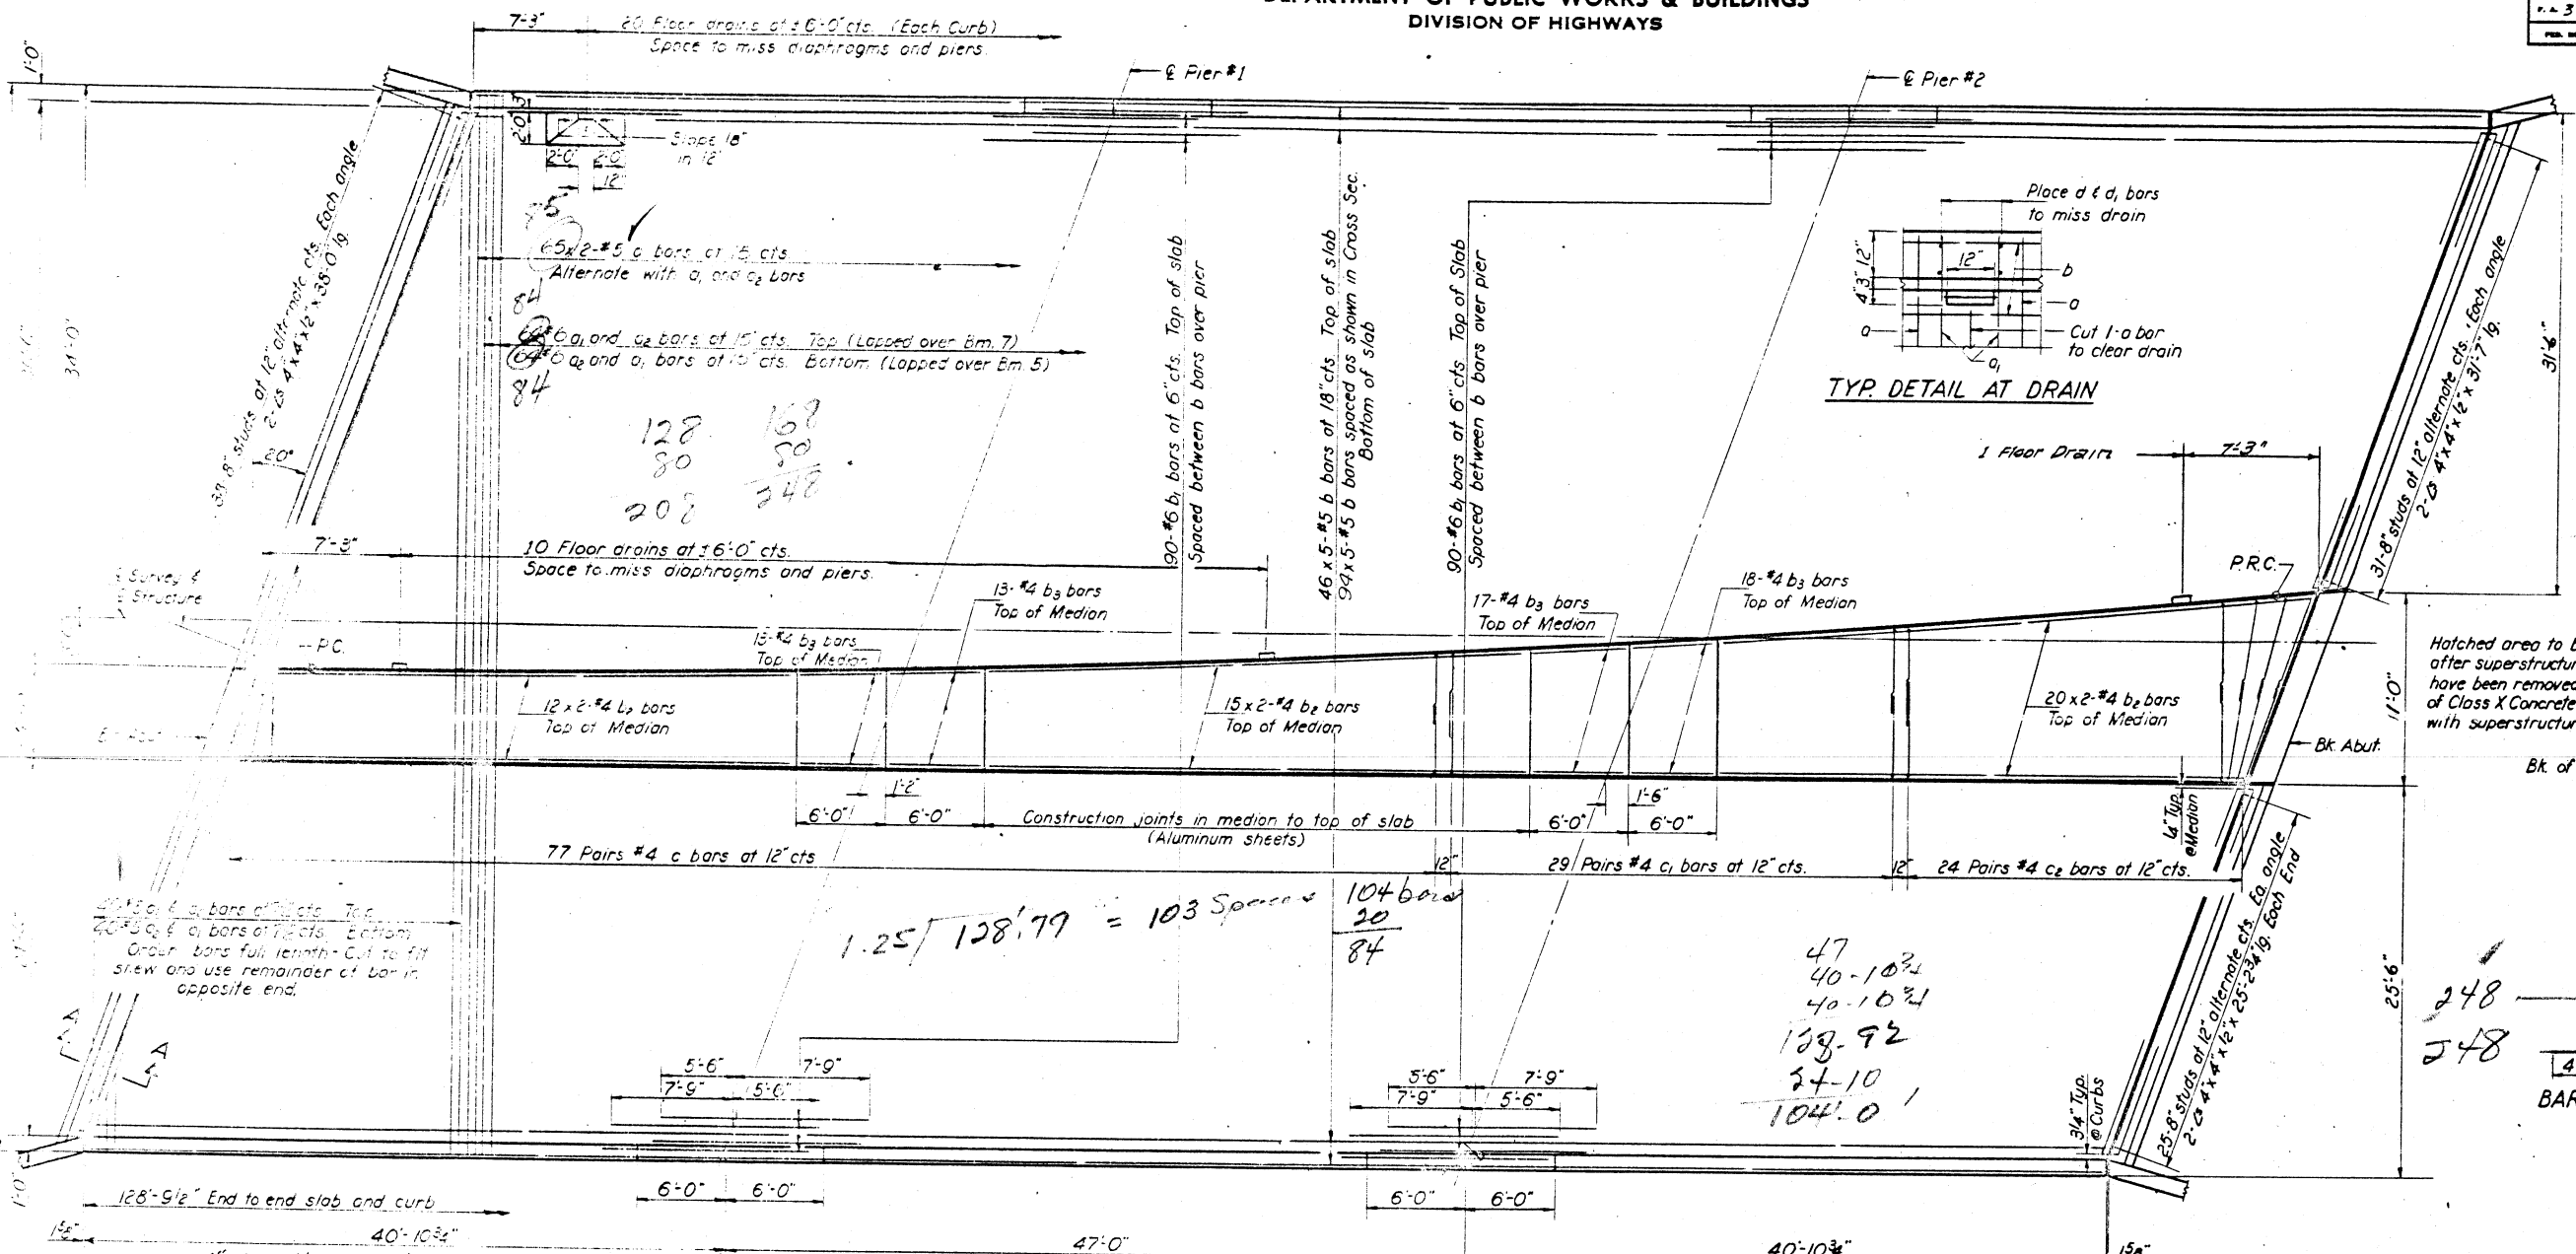 DEPARTMENT OF PUBLIC WORKS & BUILDINGS
DIVISION OF HIGHWAYS
7'-3"
20 Floor drains at ± 6'-0" cts. (Each Curb)
Space to miss diaphragms and piers.
1'-0"
℄ Pier #1
℄ Pier #2
34'-0"
2'-0"
3"
Slope 18"
in 12"
2'-0" 2'-0"
12"
2-Ls 4"x4"x½"x38'-0" lg.
20°
65x2-#5 a bars at 15" cts.
Alternate with a₁ and a₂ bars
84
#6 a₁ and a₂ bars at 15" cts. Top (Lapped over Bm. 7)
64-#6 a₂ and a₁ bars at 15" cts. Bottom (Lapped over Bm. 5)
84
128 168
80 80
208 248
90-#6 b₁ bars at 6" cts. Top of slab
Spaced between b bars over pier
46 x 5-#5 b bars at 18" cts. Top of slab
94 x 5-#5 b bars spaced as shown in Cross Sec.
Bottom of slab
90-#6 b₁ bars at 6" cts. Top of Slab
Spaced between b bars over pier
Place d & d₁ bars
to miss drain
12"
4" 3" 12"
b
a
a
Cut 1-a bar
to clear drain
a₁
TYP. DETAIL AT DRAIN
1 Floor Drain
7'-3"
31-8" studs at 12" alternate cts. Each angle
2-Ls 4"x4"x½"x 31'-7" lg.
31'-6"
7'-3"
10 Floor drains at ± 6'-0" cts.
Space to miss diaphragms and piers.
℄ Survey &
℄ Structure
P.C.
13-#4 b₃ bars
Top of Median
13-#4 b₃ bars
Top of Median
17-#4 b₃ bars
Top of Median
18-#4 b₃ bars
Top of Median
P.R.C.
12 x 2-#4 b₂ bars
Top of Median
15 x 2-#4 b₂ bars
Top of Median
20 x 2-#4 b₂ bars
Top of Median
11'-0"
Hatched area to b
after superstructur
have been removed
of Class X Concrete
with superstructur
Bk. Abut.
Bk. of
1'-2"
6'-0" 6'-0"
Construction joints in median to top of slab
(Aluminum sheets)
1'-6"
6'-0" 6'-0"
¼" Typ.
@ Median
77 Pairs #4 c bars at 12" cts.
12"
29 Pairs #4 c₁ bars at 12" cts.
12"
24 Pairs #4 c₂ bars at 12" cts.
Order bars full length - Cut to fit
skew and use remainder of bar in
opposite end.
1.25 128.79 = 103 Spaces
104 bars
20
84
47
40-10¾
40-10¾
128-92
24-10
104'-0
25-8" studs at 12" alternate cts. Ea. angle
2-Ls 4"x4"x½"x 25'-2¾" lg. Each End
25'-6"
248
248
4
BAR
A
A
5'-6" 7'-9"
7'-9" 5'-6"
5'-6" 7'-9"
7'-9" 5'-6"
3/4" Typ.
@ Curbs
1'-0"
128'-9½" End to end slab and curb
6'-0" 6'-0"
6'-0" 6'-0"
1⅝"
40'-10¾"
47'-0"
40'-10¾"
1⅝"